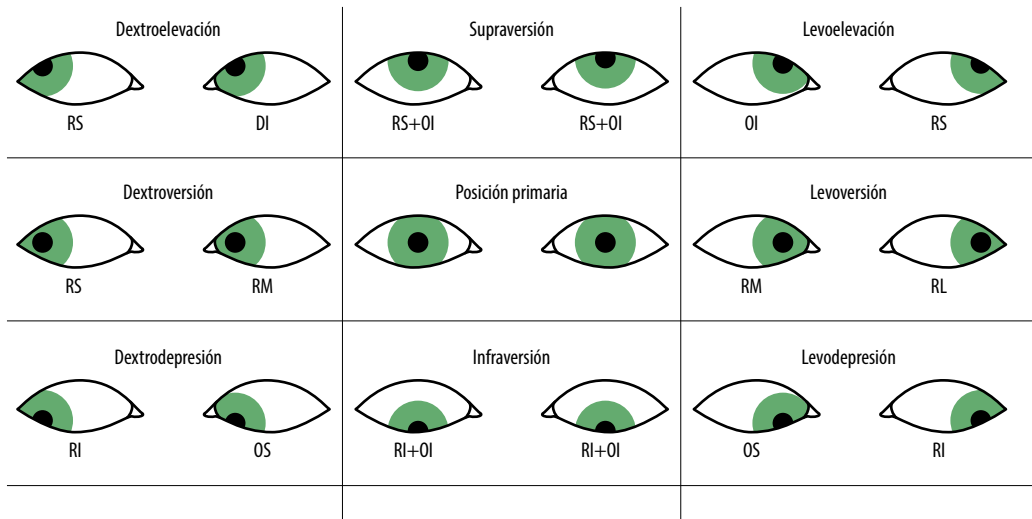 Dextroelevación Supraversión Levoelevación
RS DI RS+OI RS+OI OI RS
Dextroversión Posición primaria Levoversión
RS RM RM RL
Dextrodepresión Infraversión Levodepresión
RI OS RI+OI RI+OI OS RI